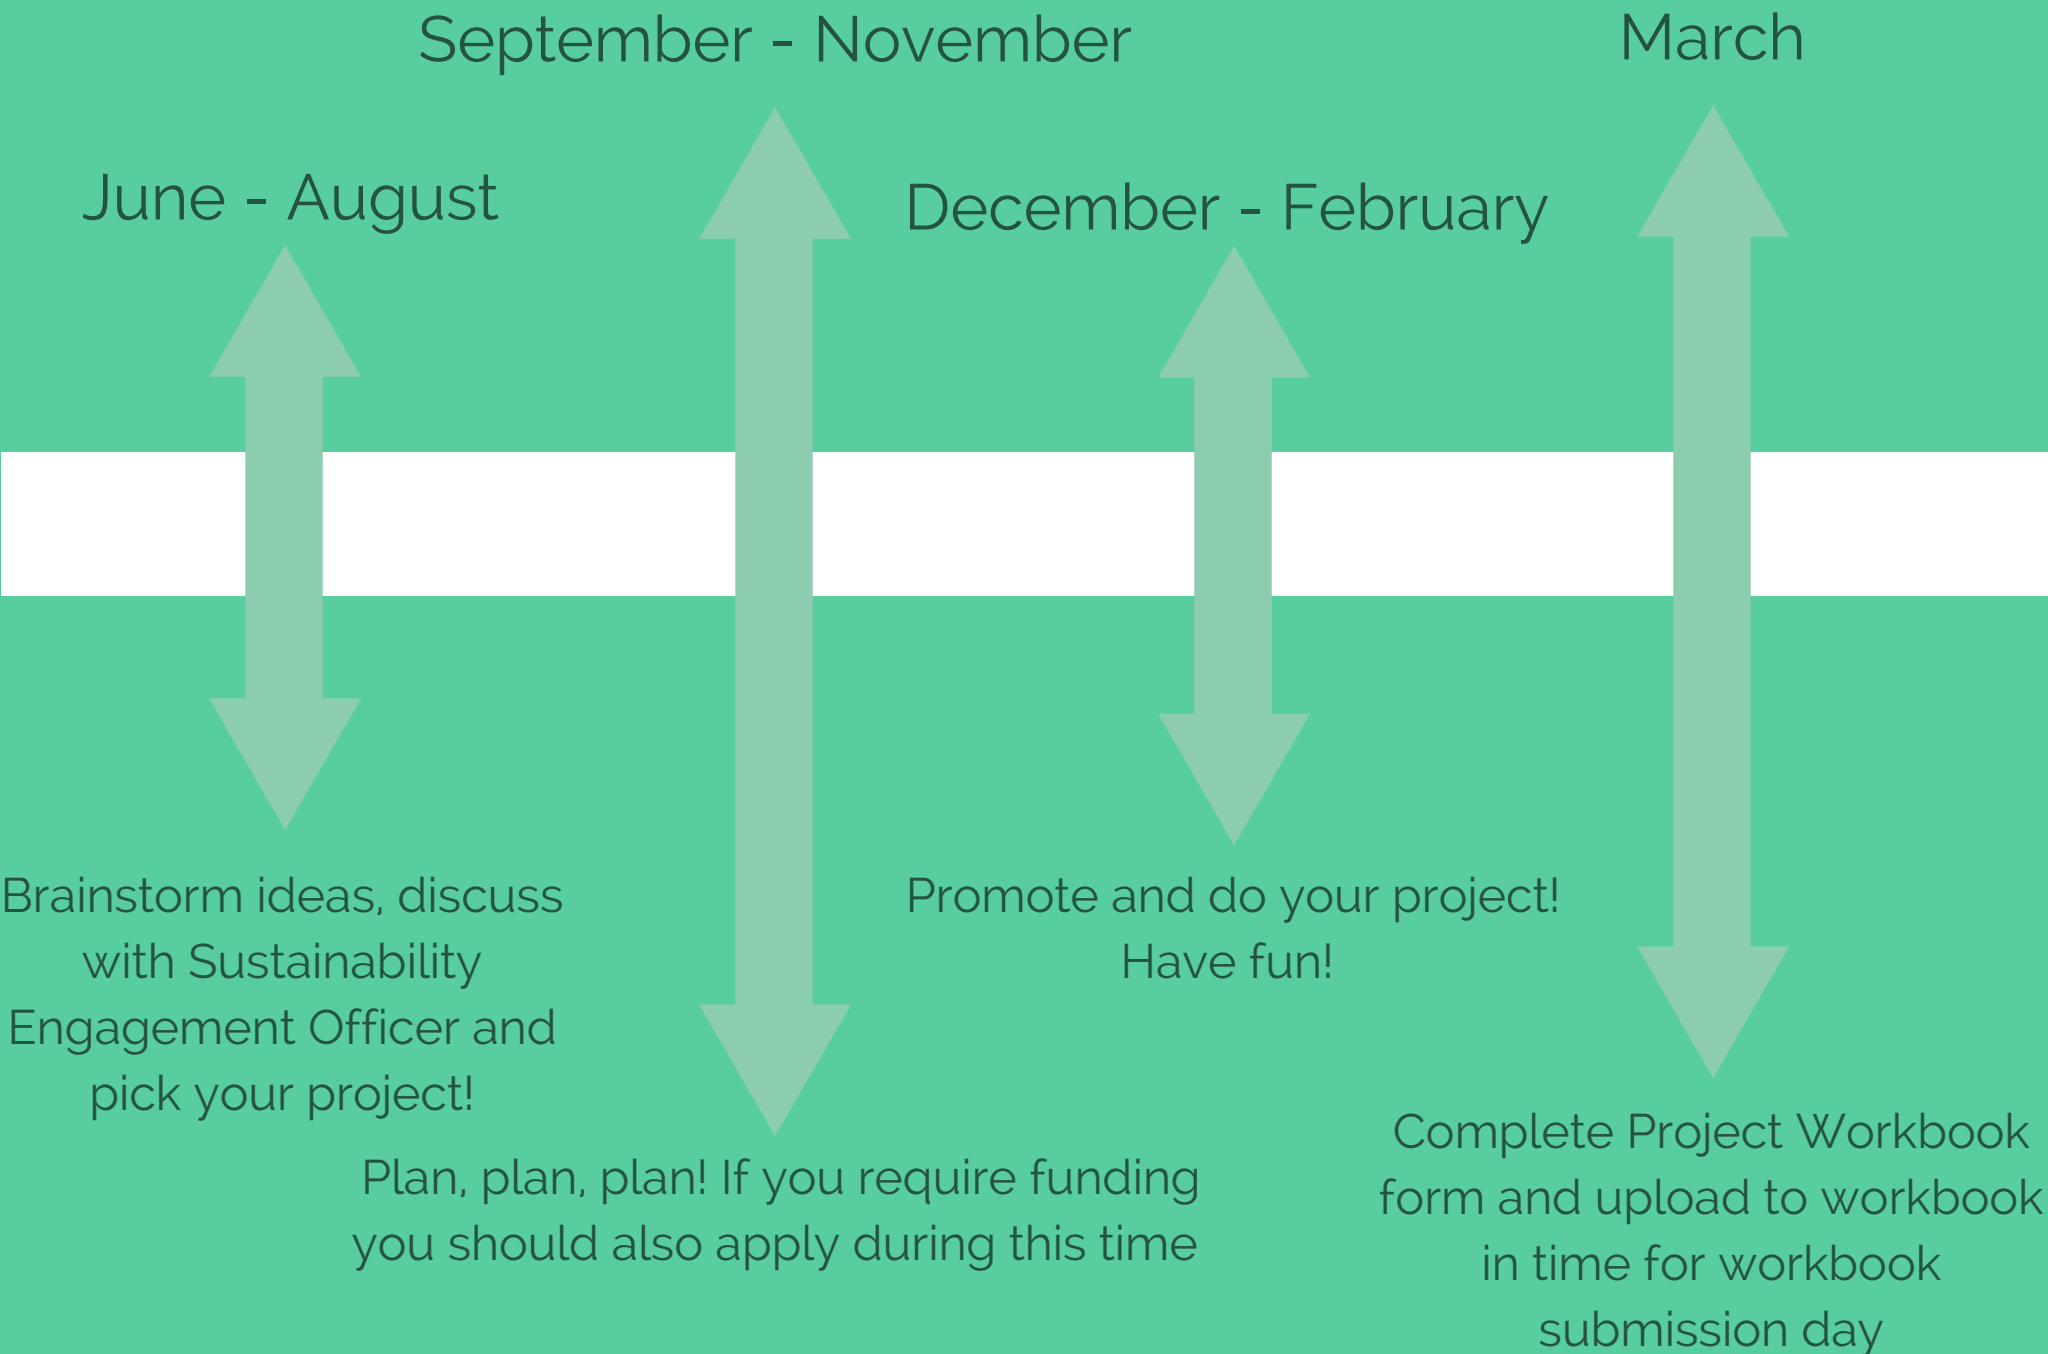 September - November
March
June - August
December - February
Brainstorm ideas, discuss
with Sustainability
Engagement Officer and
pick your project!
Promote and do your project!
Have fun!
Plan, plan, plan! If you require funding
you should also apply during this time
Complete Project Workbook
form and upload to workbook
in time for workbook
submission day